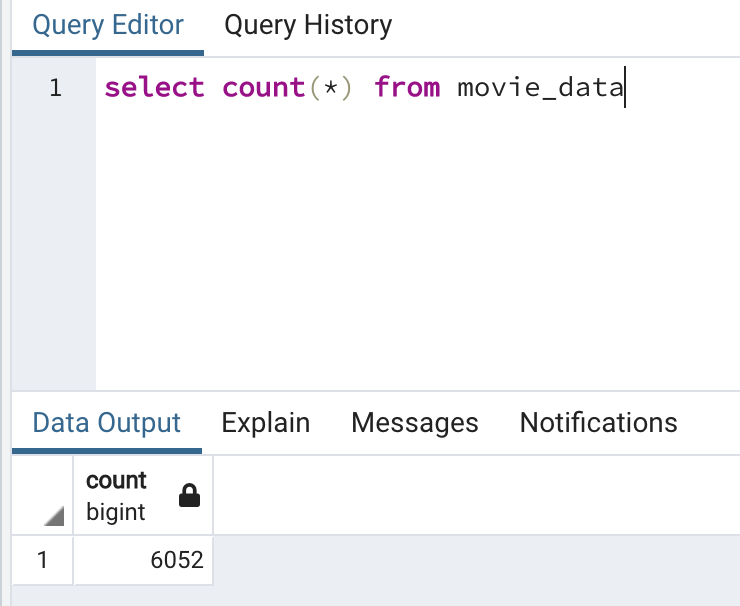 Query Editor Query History
1 select count(*) from movie_data
Data Output Explain Messages Notifications
count
bigint
1 6052